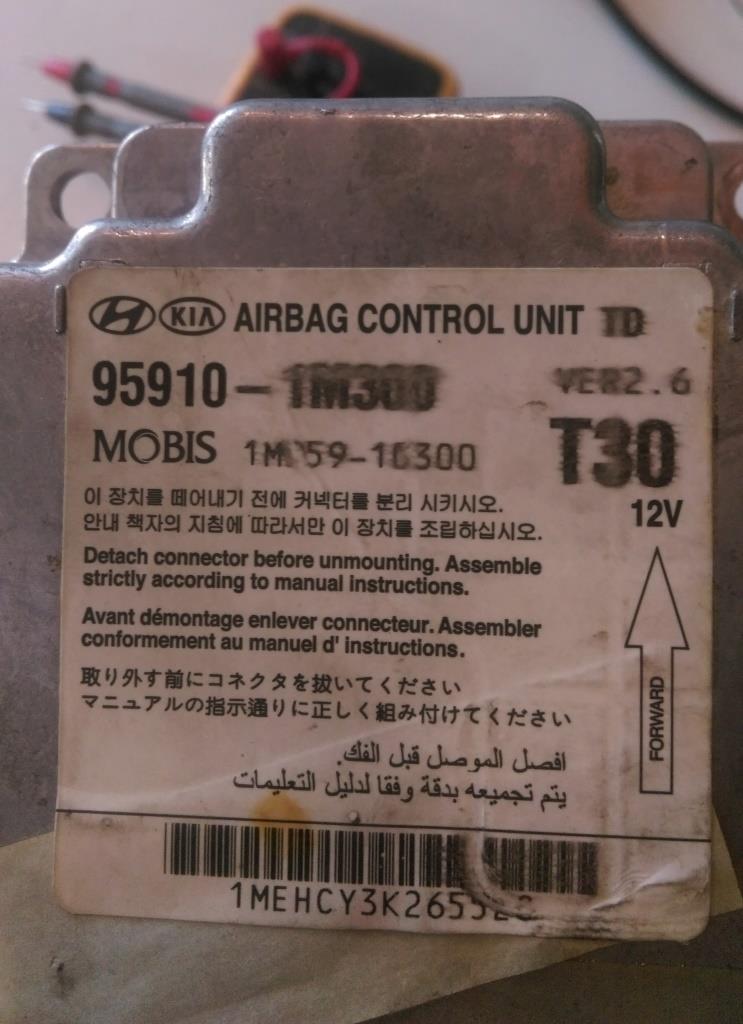 KIA AIRBAG CONTROL UNIT TD
95910-1M300 VER2.6
MOBIS T30
이 장치를 떼어내기 전에 커넥터를 분리 시키시오.
안내 책자의 지침에 따라서만 이 장치를 조립하십시오.
12V
Detach connector before unmounting. Assemble
strictly according to manual instructions.
Avant démontage enlever connecteur. Assembler
conformement au manuel d' instructions.
取り外す前にコネクタを抜いてください
マニュアルの指示通りに正しく組み付けてください
FORWARD
افصل الموصل قبل الفك.
يتم تجميعه بدقة وفقا لدليل التعليمات